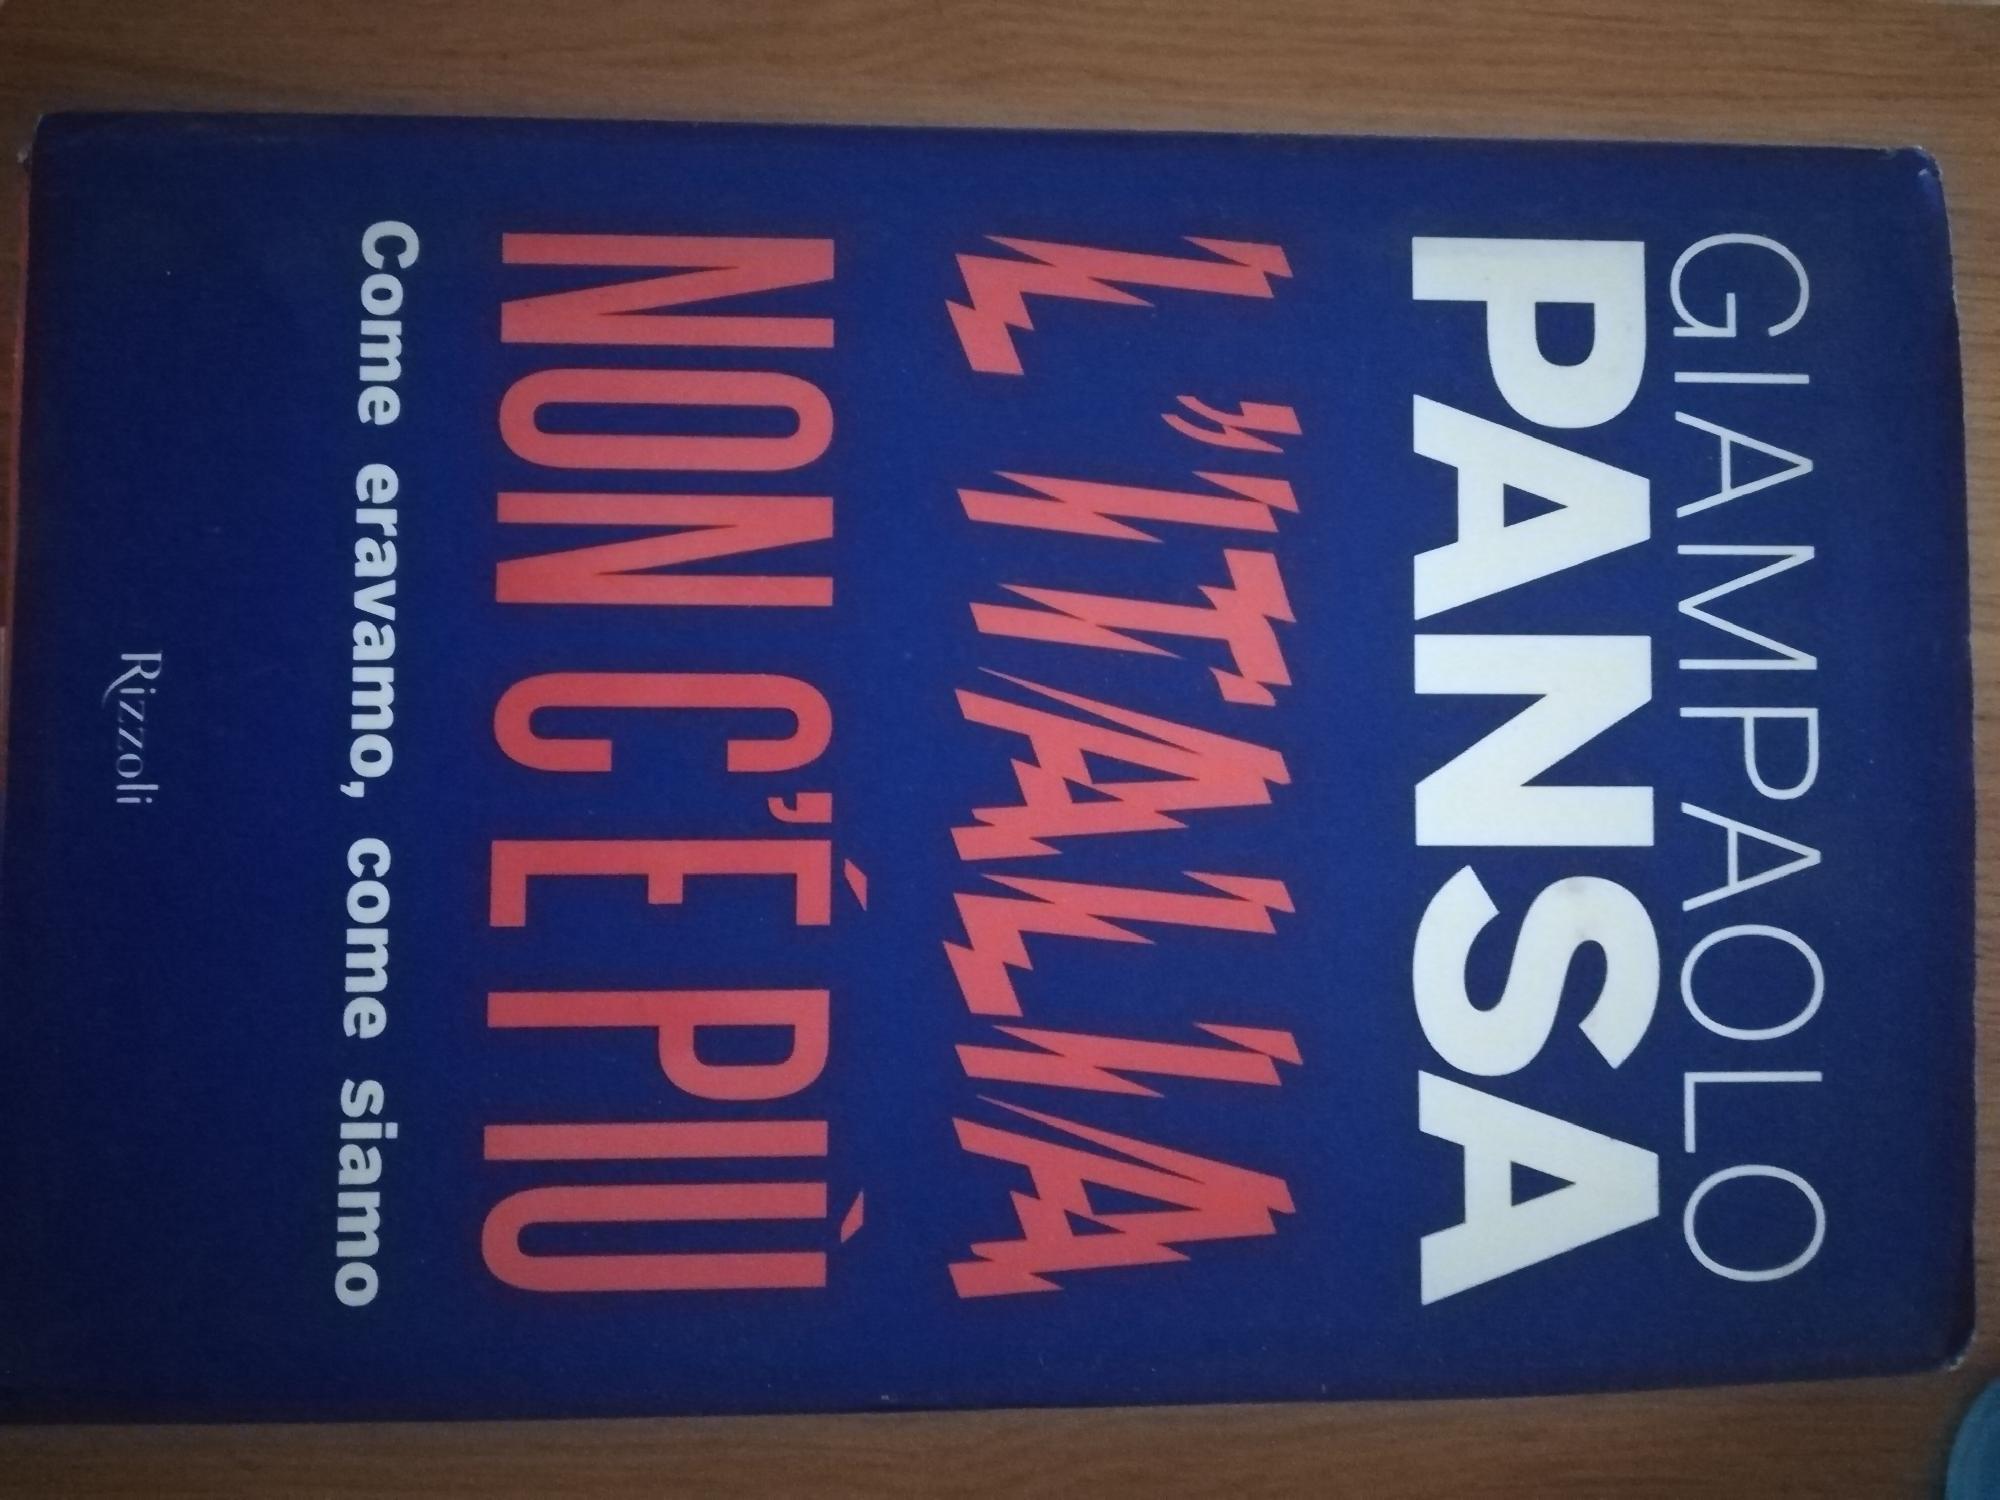 GIAMPAOLO
PANSA
L'ITALIA
NON C'É PIÙ
Come eravamo, come siamo
Rizzoli